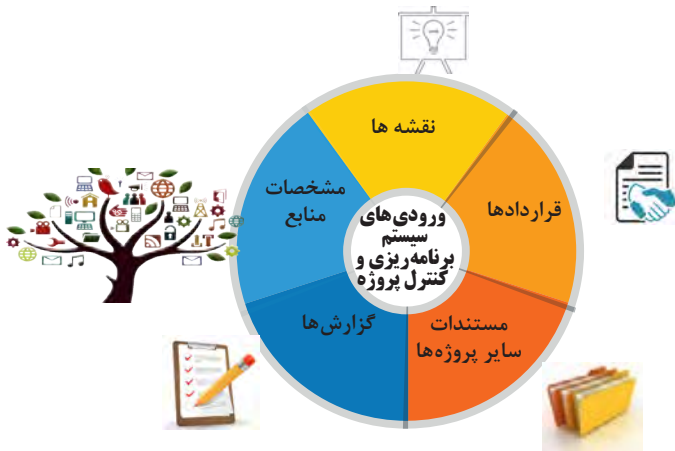 نقشه ها
قراردادها
مستندات
سایر پروژه‌ها
گزارش‌ها
مشخصات
منابع
ورودی‌های
سیستم
برنامه‌ریزی و
کنترل پروژه